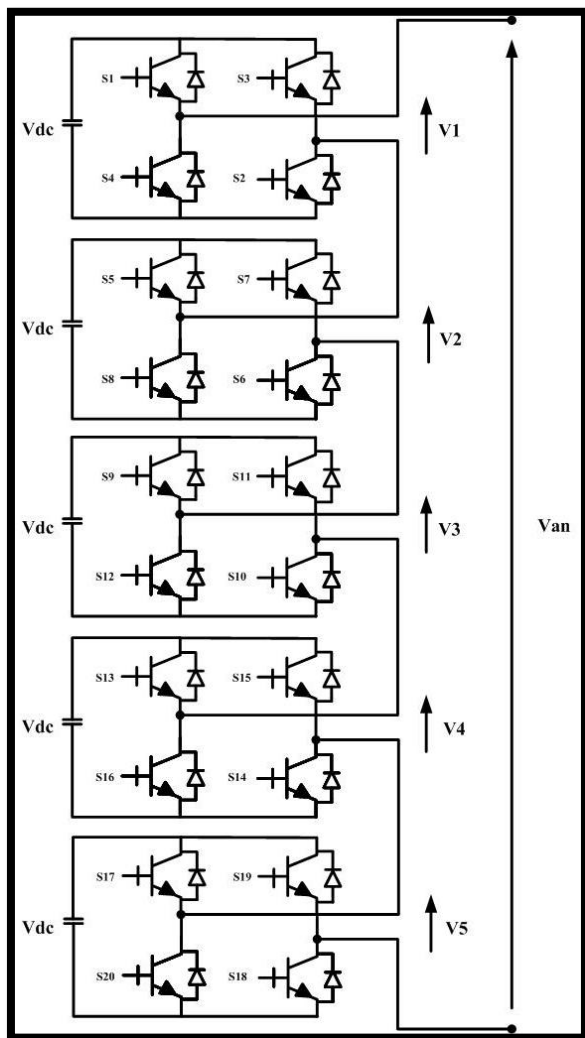 S1 S3
Vdc V1
S4 S2
S5 S7
Vdc V2
S8 S6
S9 S11
Vdc V3 Van
S12 S10
S13 S15
Vdc V4
S16 S14
S17 S19
Vdc V5
S20 S18